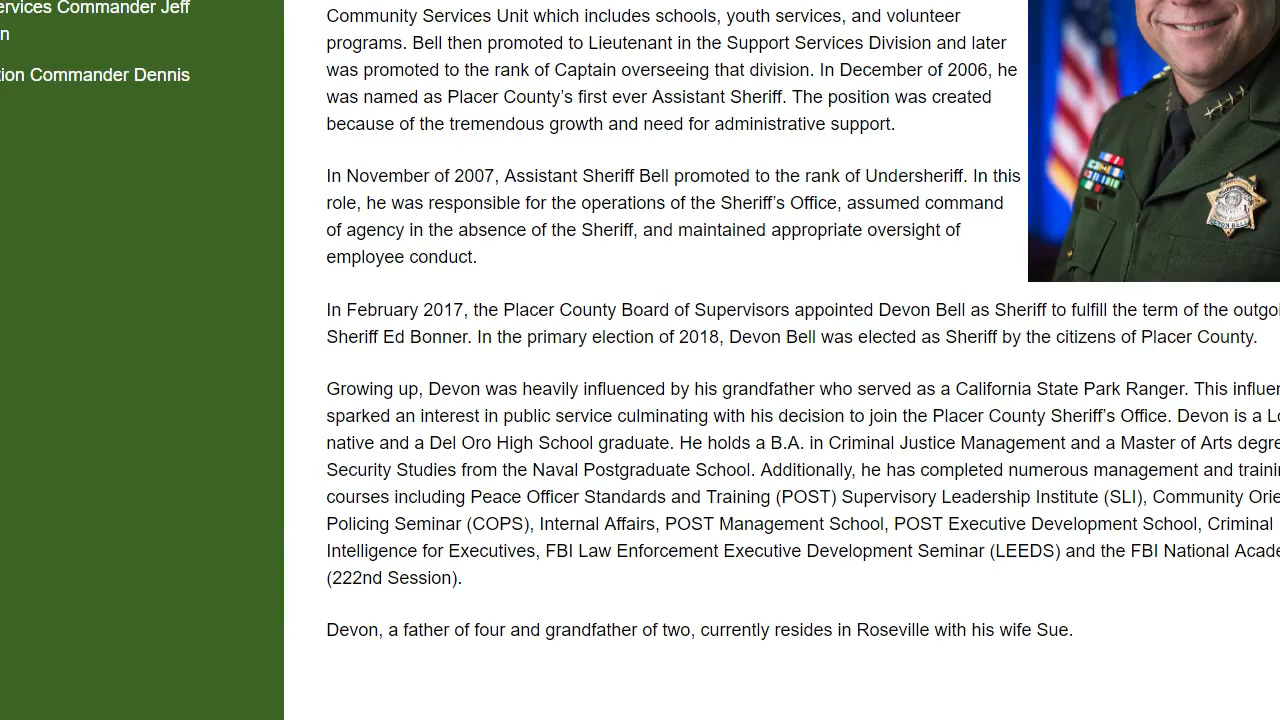 ervices Commander Jeff
n
tion Commander Dennis
Community Services Unit which includes schools, youth services, and volunteer
programs. Bell then promoted to Lieutenant in the Support Services Division and later
was promoted to the rank of Captain overseeing that division. In December of 2006, he
was named as Placer County’s first ever Assistant Sheriff. The position was created
because of the tremendous growth and need for administrative support.
In November of 2007, Assistant Sheriff Bell promoted to the rank of Undersheriff. In this
role, he was responsible for the operations of the Sheriff’s Office, assumed command
of agency in the absence of the Sheriff, and maintained appropriate oversight of
employee conduct.
In February 2017, the Placer County Board of Supervisors appointed Devon Bell as Sheriff to fulfill the term of the outgoi
Sheriff Ed Bonner. In the primary election of 2018, Devon Bell was elected as Sheriff by the citizens of Placer County.
Growing up, Devon was heavily influenced by his grandfather who served as a California State Park Ranger. This influen
sparked an interest in public service culminating with his decision to join the Placer County Sheriff’s Office. Devon is a Lo
native and a Del Oro High School graduate. He holds a B.A. in Criminal Justice Management and a Master of Arts degre
Security Studies from the Naval Postgraduate School. Additionally, he has completed numerous management and trainin
courses including Peace Officer Standards and Training (POST) Supervisory Leadership Institute (SLI), Community Orie
Policing Seminar (COPS), Internal Affairs, POST Management School, POST Executive Development School, Criminal
Intelligence for Executives, FBI Law Enforcement Executive Development Seminar (LEEDS) and the FBI National Acade
(222nd Session).
Devon, a father of four and grandfather of two, currently resides in Roseville with his wife Sue.
DEVON BELL